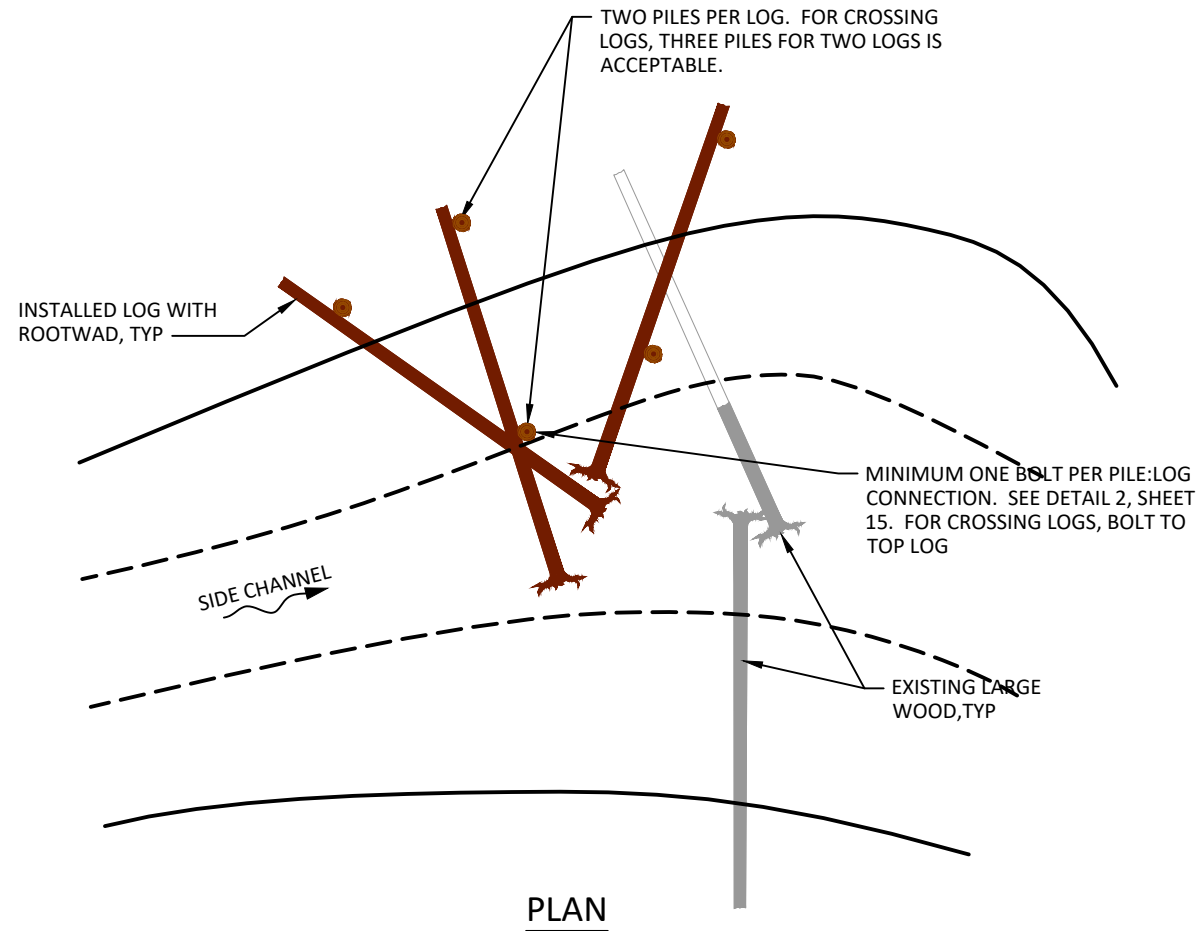 TWO PILES PER LOG. FOR CROSSING
LOGS, THREE PILES FOR TWO LOGS IS
ACCEPTABLE.
INSTALLED LOG WITH
ROOTWAD, TYP
MINIMUM ONE BOLT PER PILE:LOG
CONNECTION. SEE DETAIL 2, SHEET
15. FOR CROSSING LOGS, BOLT TO
TOP LOG
SIDE CHANNEL
EXISTING LARGE
WOOD,TYP
PLAN